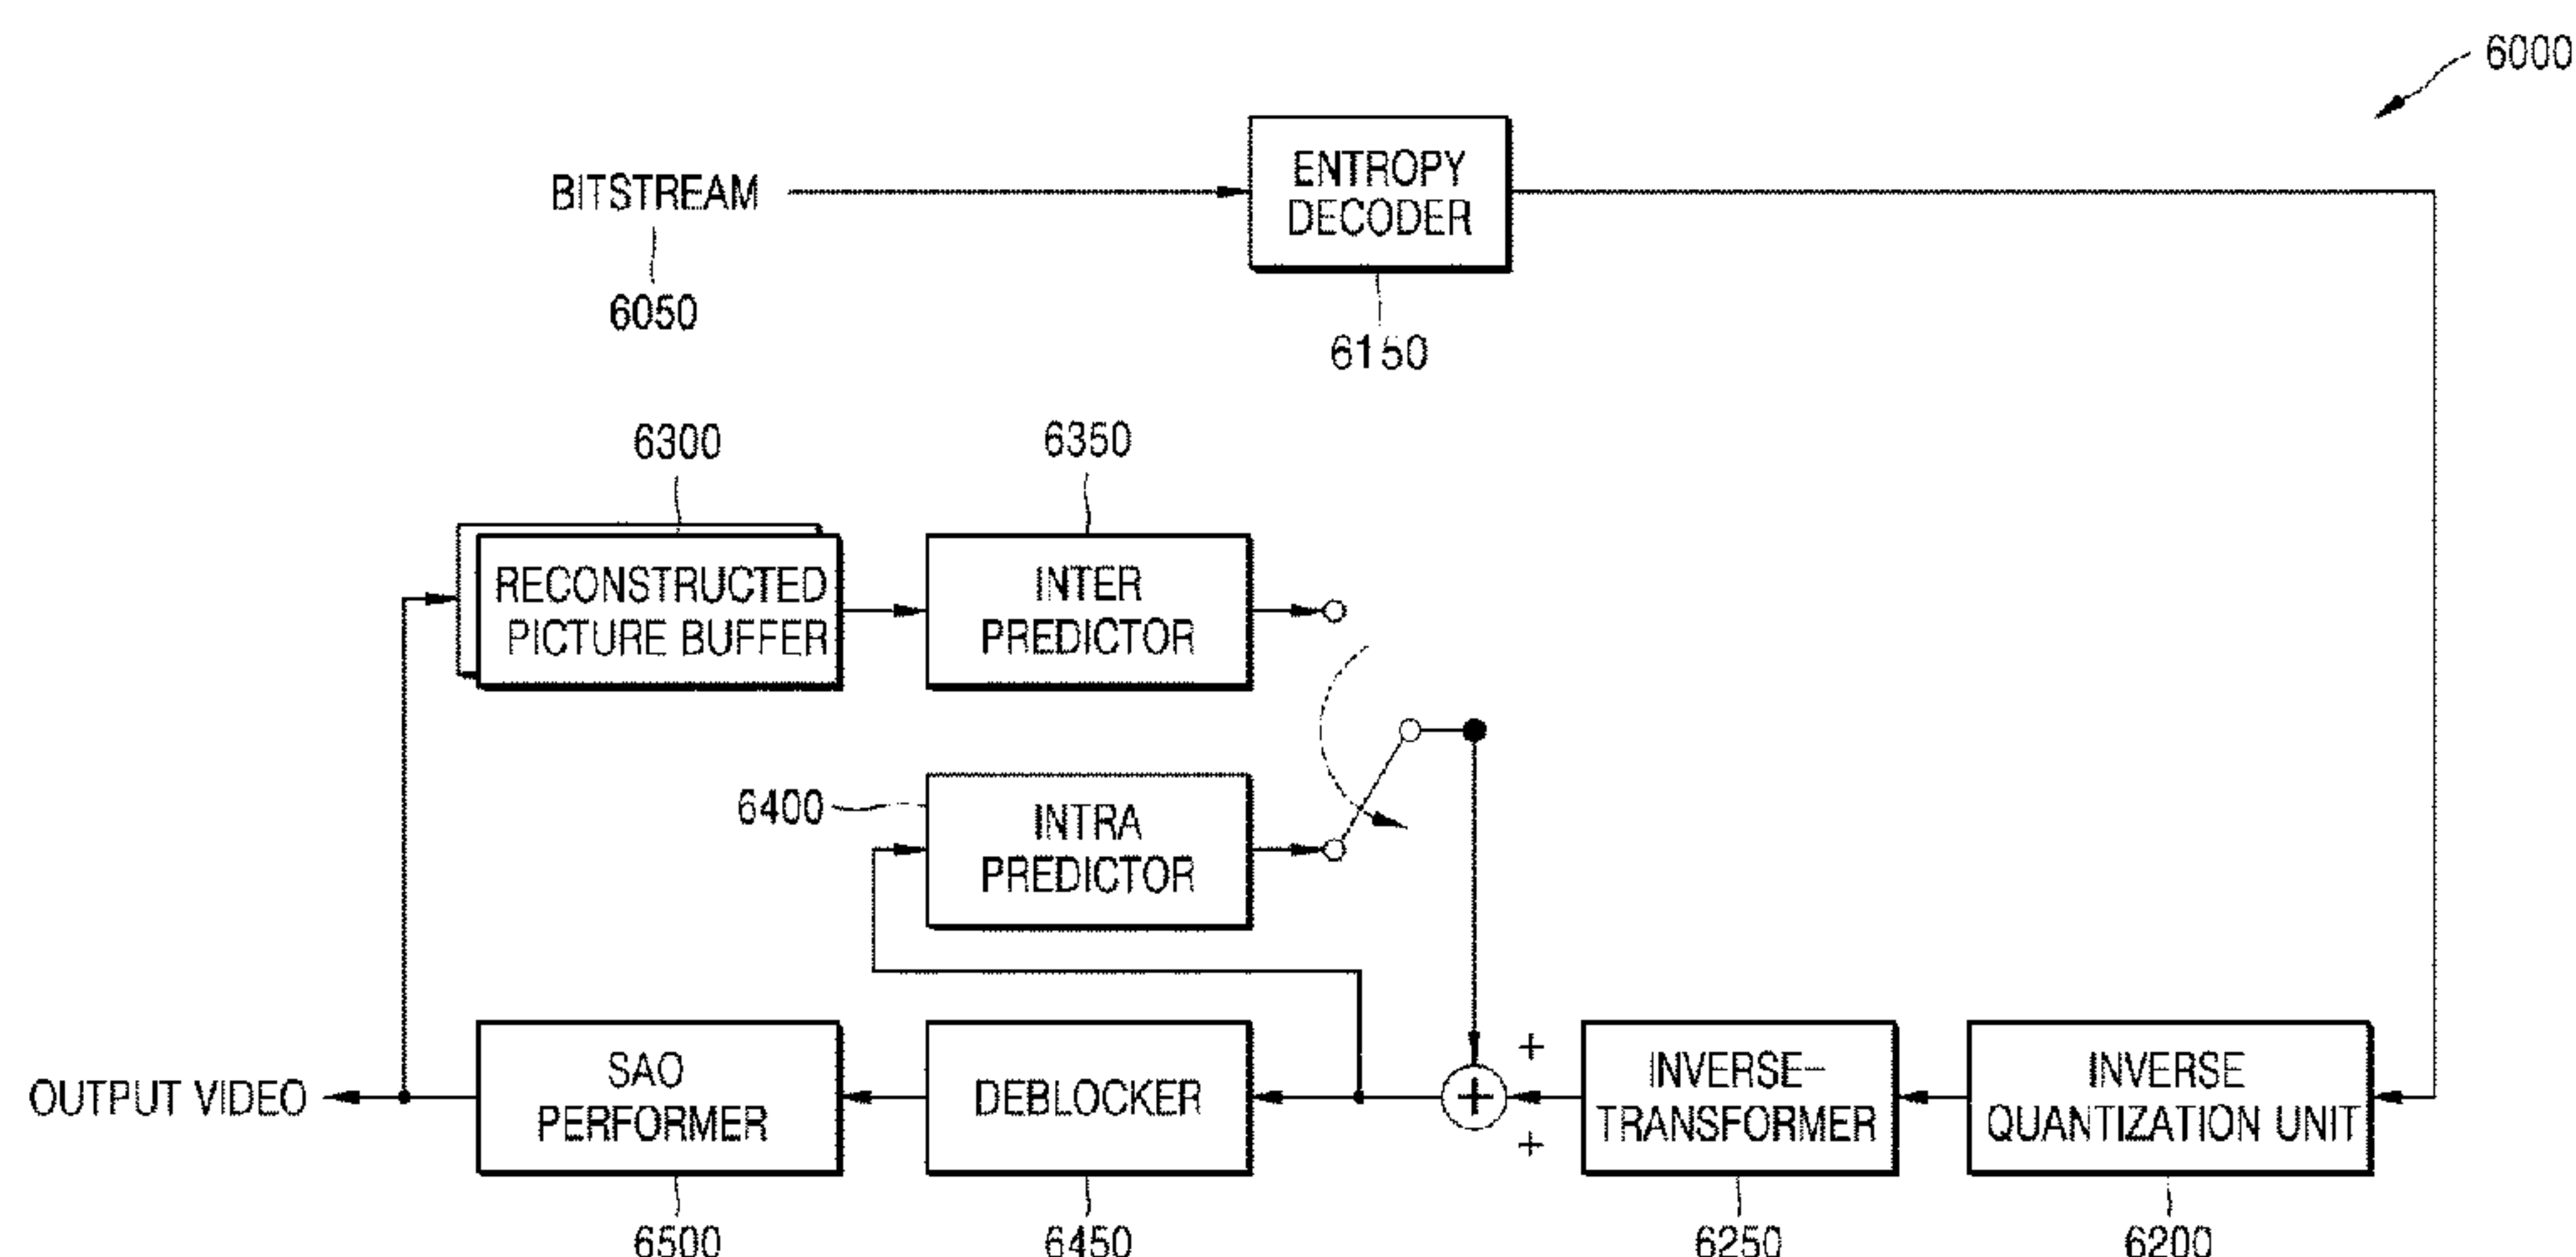 6000
ENTROPY
DECODER
BITSTREAM
6050
6150
6300
6350
RECONSTRUCTED
PICTURE BUFFER
INTER
PREDICTOR
6400
INTRA
PREDICTOR
OUTPUT VIDEO
SAO
PERFORMER
DEBLOCKER
+
+
+
INVERSE-
TRANSFORMER
INVERSE
QUANTIZATION UNIT
6500
6450
6250
6200